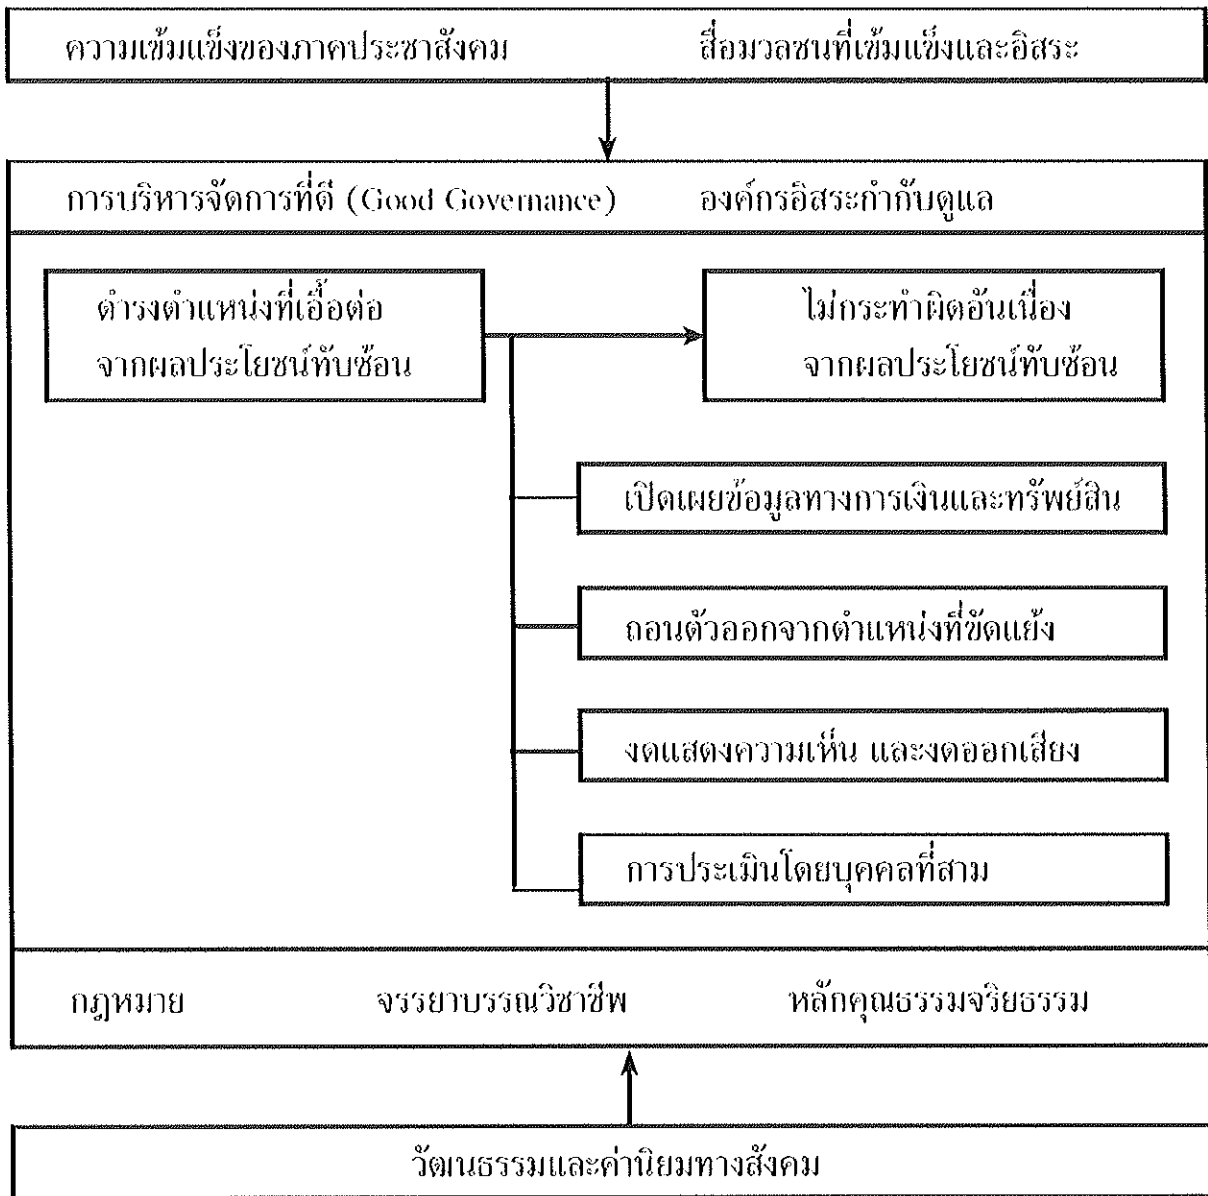 ความเข้มแข็งของภาคประชาสังคม สื่อมวลชนที่เข้มแข็งและอิสระ
การบริหารจัดการที่ดี (Good Governance) องค์กรอิสระกำกับดูแล
ดำรงตำแหน่งที่เอื้อต่อ
จากผลประโยชน์ทับซ้อน
ไม่กระทำผิดอันเนื่อง
จากผลประโยชน์ทับซ้อน
เปิดเผยข้อมูลทางการเงินและทรัพย์สิน
ถอนตัวออกจากตำแหน่งที่ขัดแย้ง
งดแสดงความเห็น และงดออกเสียง
การประเมินโดยบุคคลที่สาม
กฎหมาย จรรยาบรรณวิชาชีพ หลักคุณธรรมจริยธรรม
วัฒนธรรมและค่านิยมทางสังคม